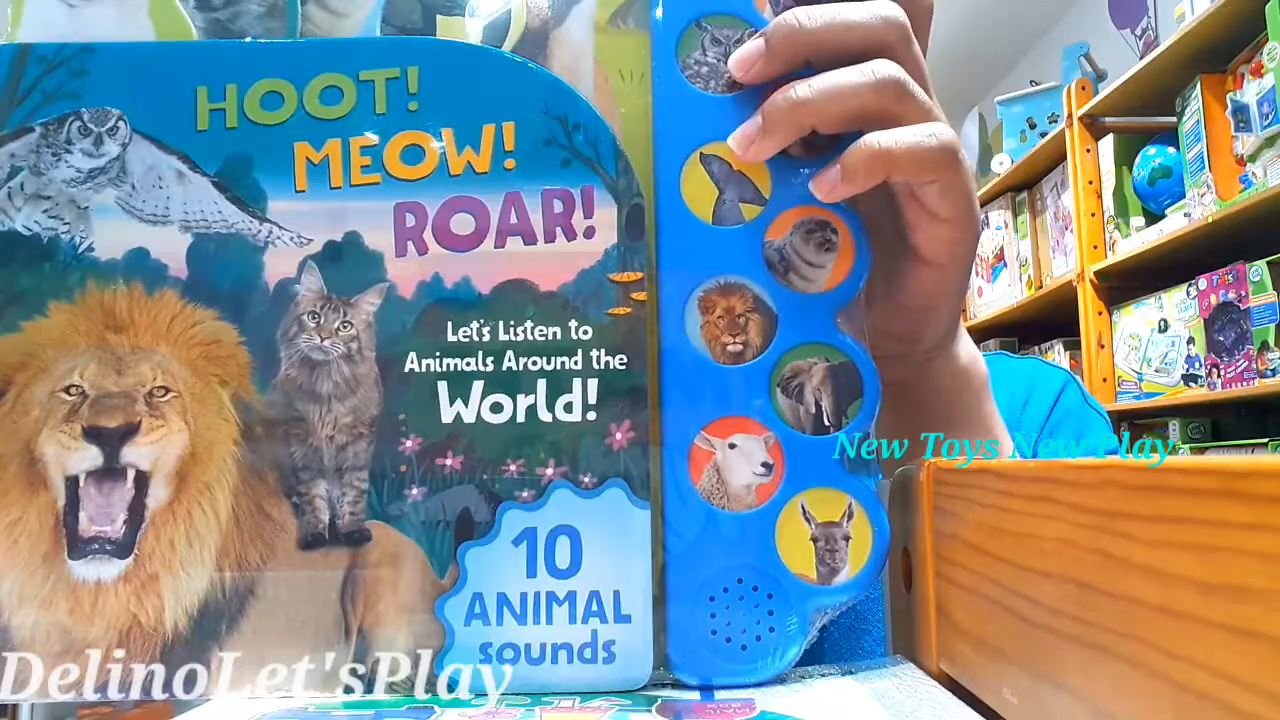 HOOT!
MEOW!
ROAR!
Let's Listen to
Animals Around the
World!
10
ANIMAL
sounds
New Toys New Play
DelinoLet'sPlay